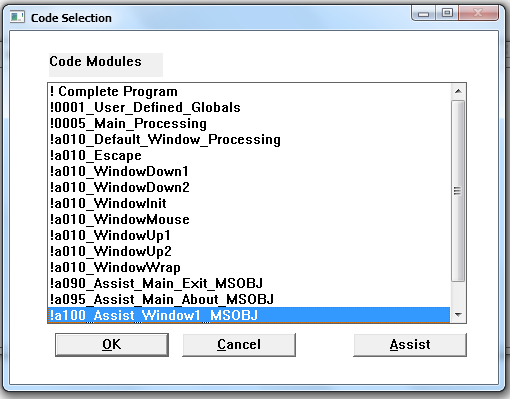 Code Selection
Code Modules
! Complete Program
!0001_User_Defined_Globals
!0005_Main_Processing
!a010_Default_Window_Processing
!a010_Escape
!a010_WindowDown1
!a010_WindowDown2
!a010_WindowInit
!a010_WindowMouse
!a010_WindowUp1
!a010_WindowUp2
!a010_WindowWrap
!a090_Assist_Main_Exit_MSOBJ
!a095_Assist_Main_About_MSOBJ
!a100_Assist_Window1_MSOBJ
OK Cancel Assist